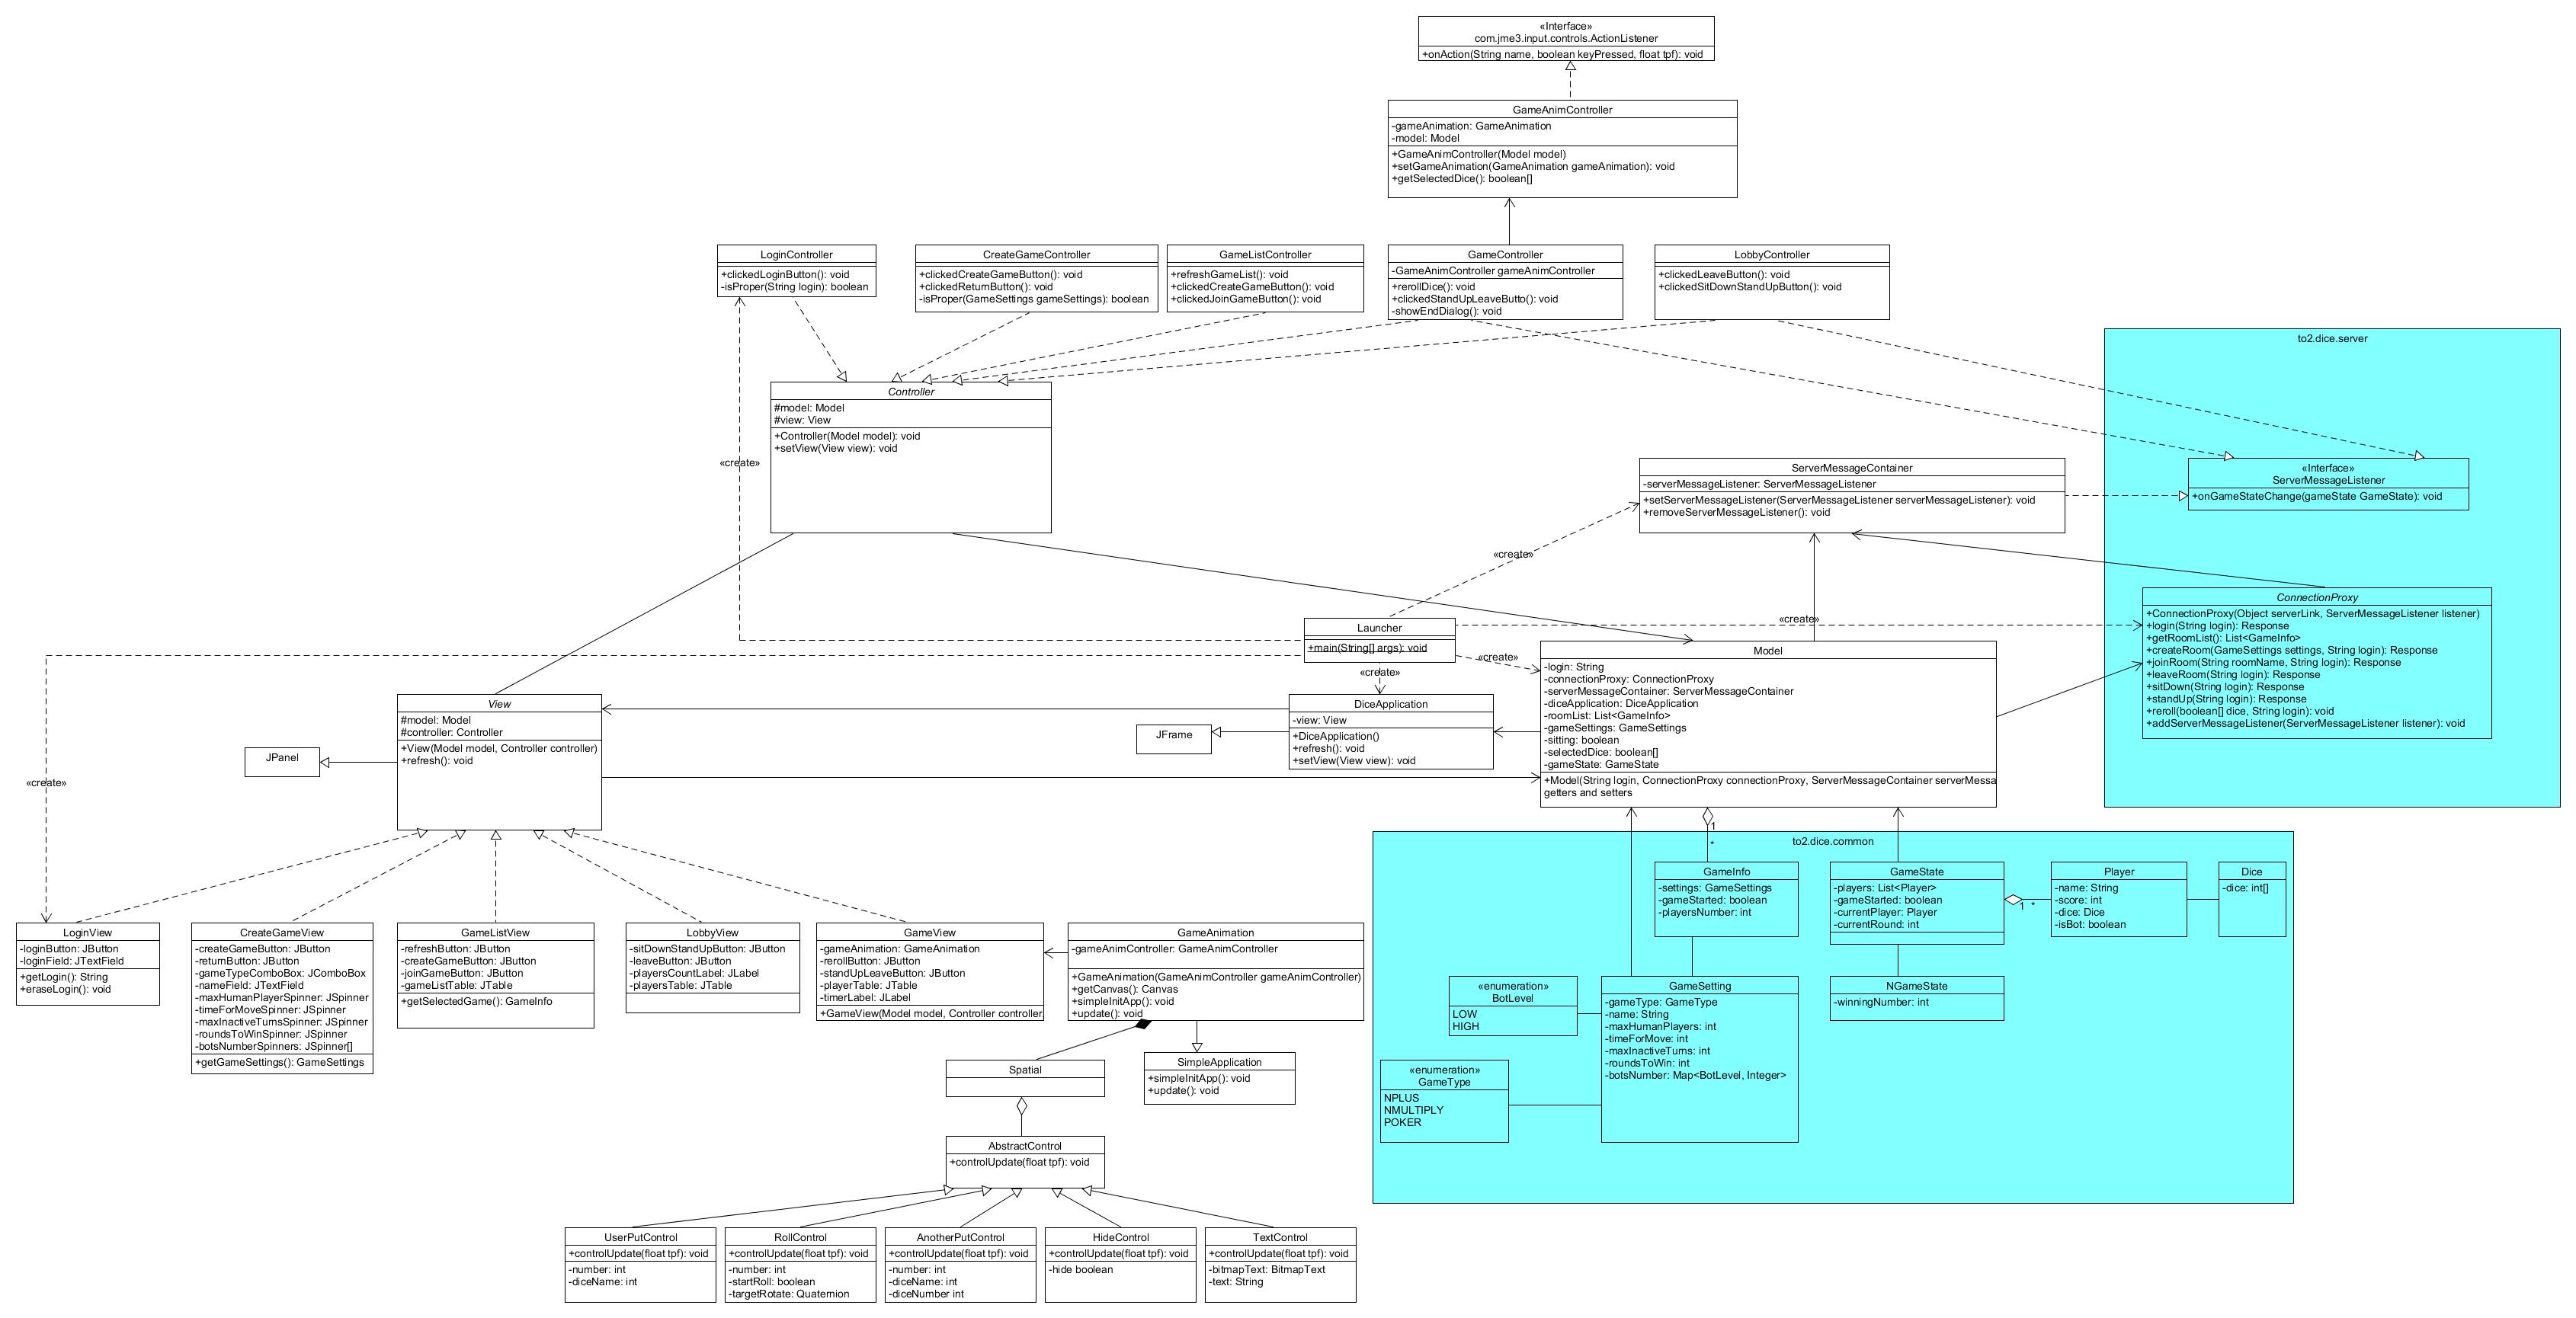 «Interface»
com.jme3.input.controls.ActionListener
+onAction(String name, boolean keyPressed, float tpf): void
GameAnimController
-gameAnimation: GameAnimation
-model: Model
+GameAnimController(Model model)
+setGameAnimation(GameAnimation gameAnimation): void
+getSelectedDice(): boolean[]
LoginController
+clickedLoginButton(): void
-isProper(String login): boolean
CreateGameController
+clickedCreateGameButton(): void
+clickedReturnButton(): void
-isProper(GameSettings gameSettings): boolean
GameListController
+refreshGameList(): void
+clickedCreateGameButton(): void
+clickedJoinGameButton(): void
GameController
-GameAnimController gameAnimController
+rerollDice(): void
+clickedStandUpLeaveButto(): void
-showEndDialog(): void
LobbyController
+clickedLeaveButton(): void
+clickedSitDownStandUpButton(): void
to2.dice.server
Controller
#model: Model
#view: View
+Controller(Model model): void
+setView(View view): void
«create»
ServerMessageContainer
-serverMessageListener: ServerMessageListener
+setServerMessageListener(ServerMessageListener serverMessageListener): void
+removeServerMessageListener(): void
«Interface»
ServerMessageListener
+onGameStateChange(gameState GameState): void
«create»
ConnectionProxy
+ConnectionProxy(Object serverLink, ServerMessageListener listener)
+login(String login): Response
+getRoomList(): List<GameInfo>
+createRoom(GameSettings settings, String login): Response
+joinRoom(String roomName, String login): Response
+leaveRoom(String login): Response
+sitDown(String login): Response
+standUp(String login): Response
+reroll(boolean[] dice, String login): void
+addServerMessageListener(ServerMessageListener listener): void
«create»
Launcher
+main(String[] args): void
«create»
«create»
Model
-login: String
-connectionProxy: ConnectionProxy
-serverMessageContainer: ServerMessageContainer
-diceApplication: DiceApplication
-roomList: List<GameInfo>
-gameSettings: GameSettings
-sitting: boolean
-selectedDice: boolean[]
-gameState: GameState
+Model(String login, ConnectionProxy connectionProxy, ServerMessageContainer serverMessa
getters and setters
View
#model: Model
#controller: Controller
+View(Model model, Controller controller)
+refresh(): void
JPanel
JFrame
DiceApplication
-view: View
+DiceApplication()
+refresh(): void
+setView(View view): void
«create»
1
*
to2.dice.common
GameInfo
-settings: GameSettings
-gameStarted: boolean
-playersNumber: int
GameState
-players: List<Player>
-gameStarted: boolean
-currentPlayer: Player
-currentRound: int
1
*
Player
-name: String
-score: int
-dice: Dice
-isBot: boolean
Dice
-dice: int[]
LoginView
-loginButton: JButton
-loginField: JTextField
+getLogin(): String
+eraseLogin(): void
CreateGameView
-createGameButton: JButton
-returnButton: JButton
-gameTypeComboBox: JComboBox
-nameField: JTextField
-maxHumanPlayerSpinner: JSpinner
-timeForMoveSpinner: JSpinner
-maxInactiveTurnsSpinner: JSpinner
-roundsToWinSpinner: JSpinner
-botsNumberSpinners: JSpinner[]
+getGameSettings(): GameSettings
GameListView
-refreshButton: JButton
-createGameButton: JButton
-joinGameButton: JButton
-gameListTable: JTable
+getSelectedGame(): GameInfo
LobbyView
-sitDownStandUpButton: JButton
-leaveButton: JButton
-playersCountLabel: JLabel
-playersTable: JTable
GameView
-gameAnimation: GameAnimation
-rerollButton: JButton
-standUpLeaveButton: JButton
-playerTable: JTable
-timerLabel: JLabel
+GameView(Model model, Controller controller
GameAnimation
-gameAnimController: GameAnimController
+GameAnimation(GameAnimController gameAnimController)
+getCanvas(): Canvas
+simpleInitApp(): void
+update(): void
«enumeration»
BotLevel
LOW
HIGH
GameSetting
-gameType: GameType
-name: String
-maxHumanPlayers: int
-timeForMove: int
-maxInactiveTurns: int
-roundsToWin: int
-botsNumber: Map<BotLevel, Integer>
NGameState
-winningNumber: int
«enumeration»
GameType
NPLUS
NMULTIPLY
POKER
Spatial
SimpleApplication
+simpleInitApp(): void
+update(): void
AbstractControl
+controlUpdate(float tpf): void
UserPutControl
+controlUpdate(float tpf): void
-number: int
-diceName: int
RollControl
+controlUpdate(float tpf): void
-number: int
-startRoll: boolean
-targetRotate: Quaternion
AnotherPutControl
+controlUpdate(float tpf): void
-number: int
-diceName: int
-diceNumber int
HideControl
+controlUpdate(float tpf): void
-hide boolean
TextControl
+controlUpdate(float tpf): void
-bitmapText: BitmapText
-text: String